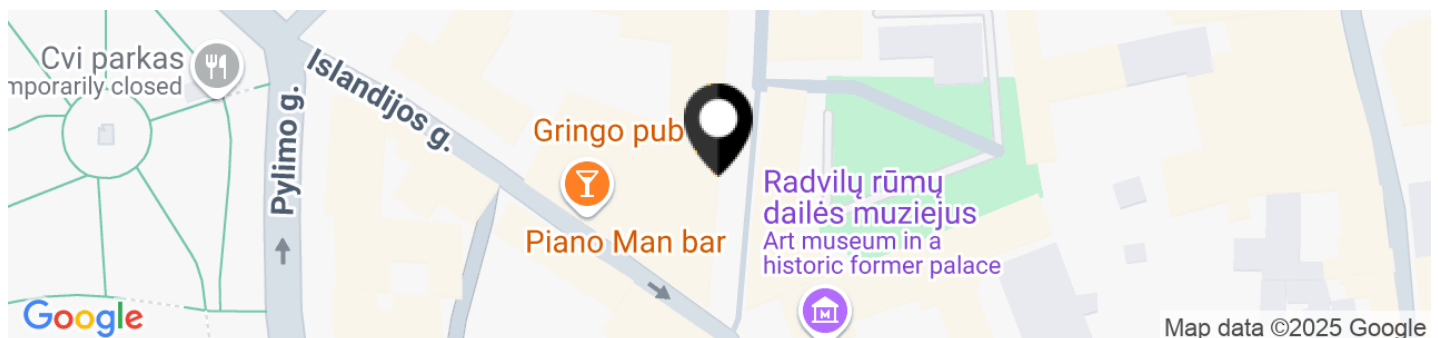 Cvi parkas
mporarily closed
Pylimo g.
Islandijos g.
Gringo pub
Piano Man bar
Radvilų rūmų
dailės muziejus
Art museum in a
historic former palace
M
Google
Map data ©2025 Google